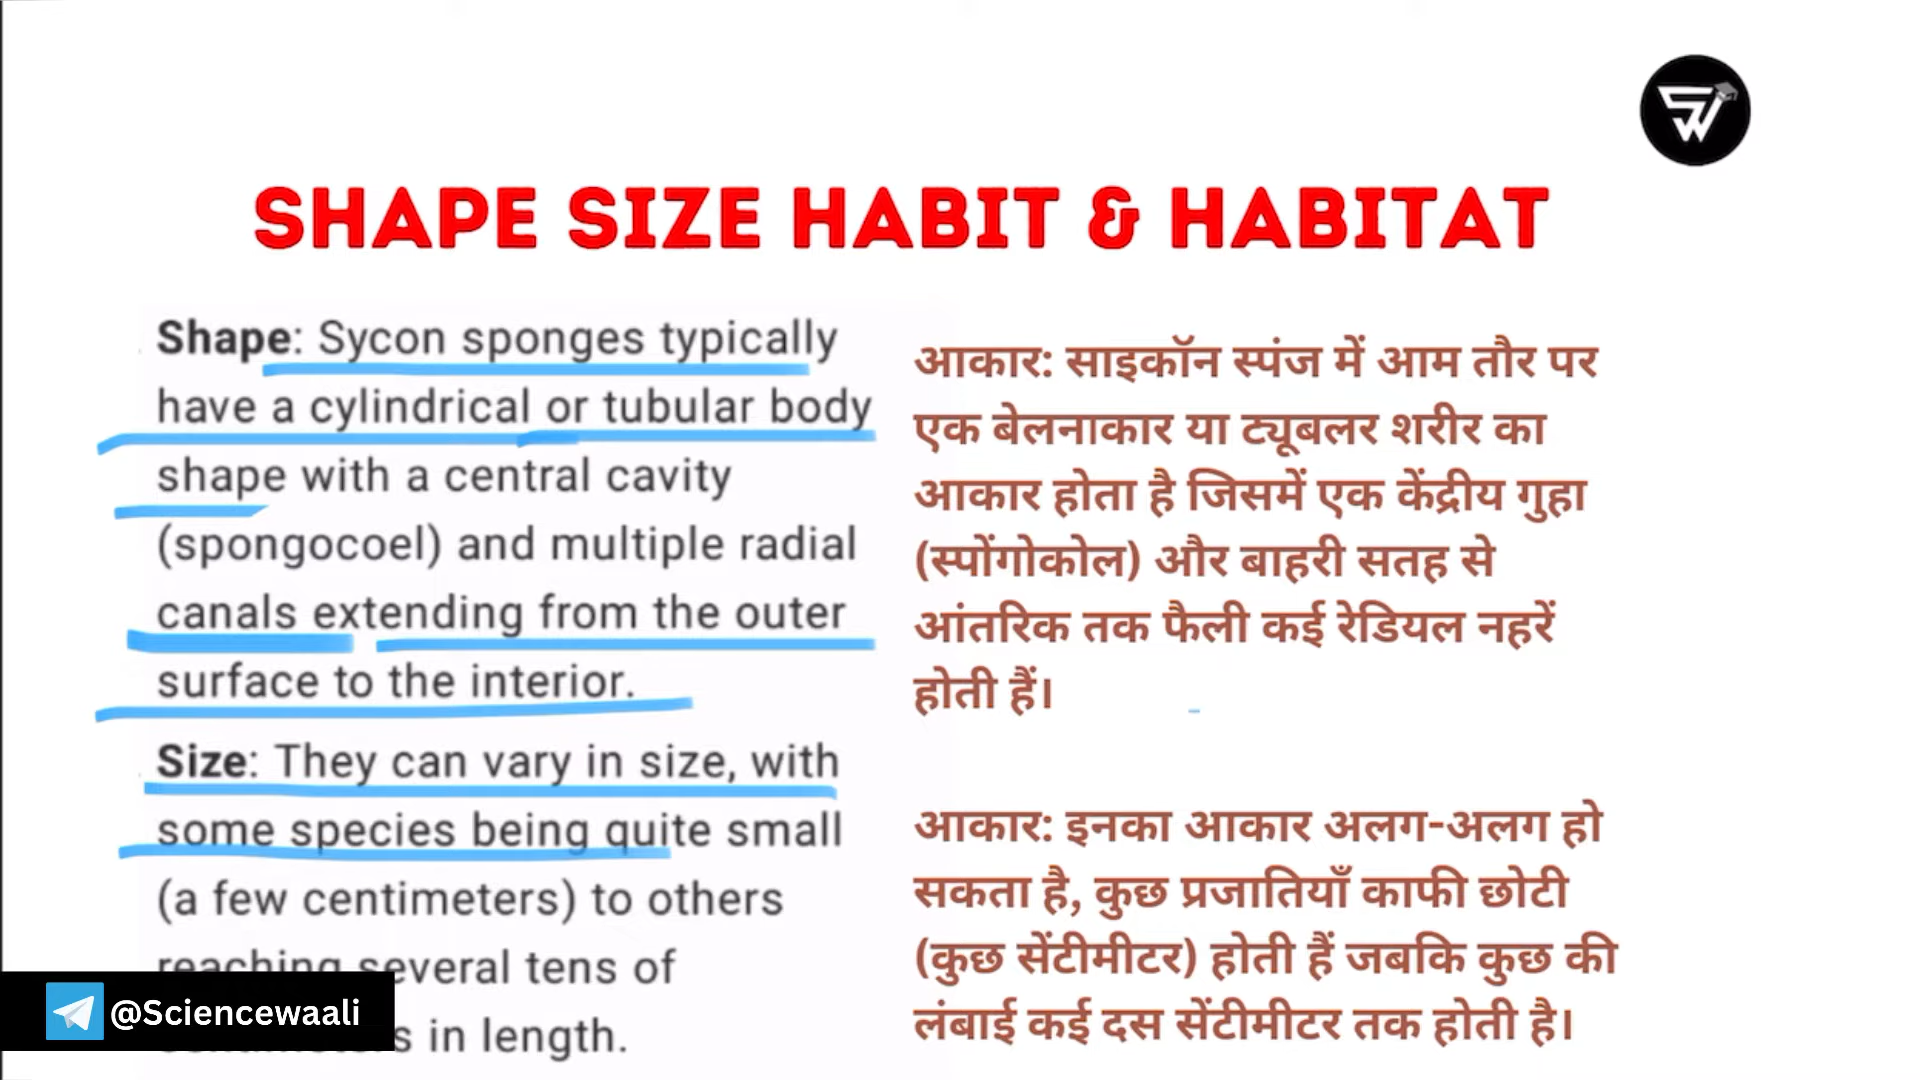 SW
SHAPE SIZE HABIT & HABITAT
Shape: Sycon sponges typically
have a cylindrical or tubular body
shape with a central cavity
(spongocoel) and multiple radial
canals extending from the outer
surface to the interior.
Size: They can vary in size, with
some species being quite small
(a few centimeters) to others
reaching several tens of
s in length.
आकार: साइकॉन स्पंज में आम तौर पर
एक बेलनाकार या ट्यूबलर शरीर का
आकार होता है जिसमें एक केंद्रीय गुहा
(स्पोंगोकोल) और बाहरी सतह से
आंतरिक तक फैली कई रेडियल नहरें
होती हैं।
आकार: इनका आकार अलग-अलग हो
सकता है, कुछ प्रजातियाँ काफी छोटी
(कुछ सेंटीमीटर) होती हैं जबकि कुछ की
लंबाई कई दस सेंटीमीटर तक होती है।
@Sciencewaali